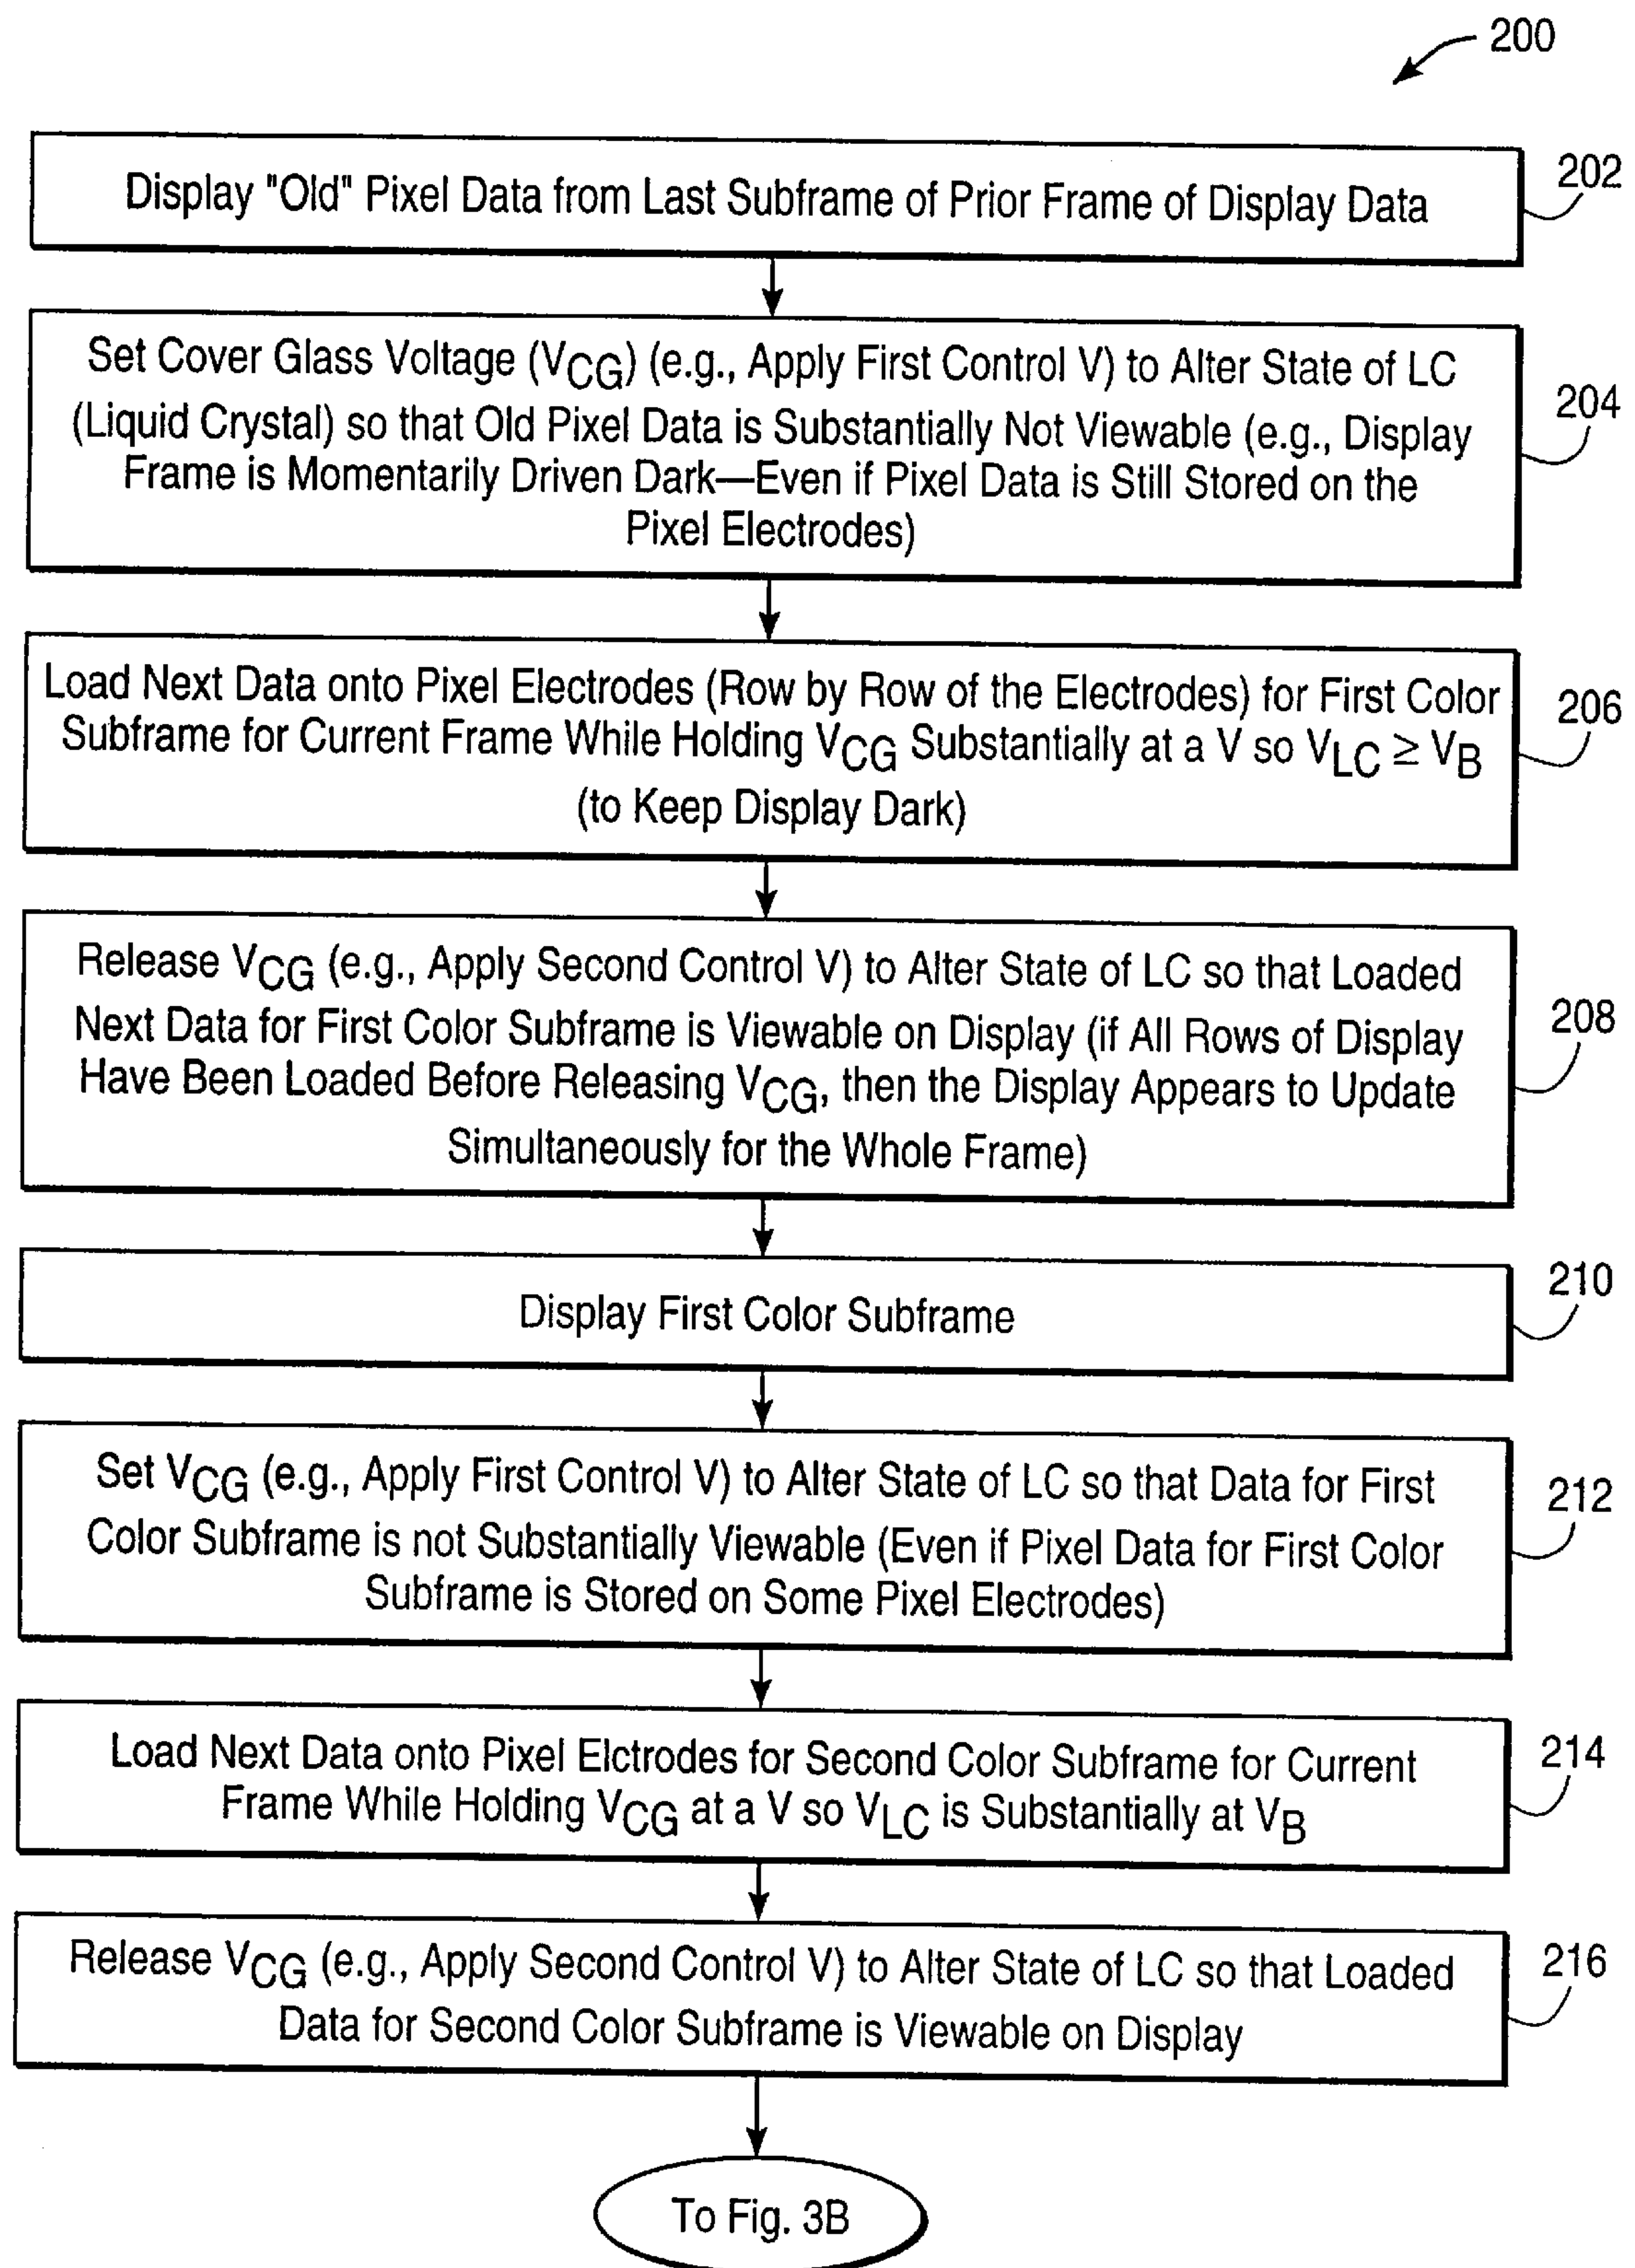 200
Display "Old" Pixel Data from Last Subframe of Prior Frame of Display Data
202
Set Cover Glass Voltage (VCG) (e.g., Apply First Control V) to Alter State of LC
(Liquid Crystal) so that Old Pixel Data is Substantially Not Viewable (e.g., Display
Frame is Momentarily Driven Dark—Even if Pixel Data is Still Stored on the
Pixel Electrodes)
204
Load Next Data onto Pixel Electrodes (Row by Row of the Electrodes) for First Color
Subframe for Current Frame While Holding VCG Substantially at a V so VLC ≥ VB
(to Keep Display Dark)
206
Release VCG (e.g., Apply Second Control V) to Alter State of LC so that Loaded
Next Data for First Color Subframe is Viewable on Display (if All Rows of Display
Have Been Loaded Before Releasing VCG, then the Display Appears to Update
Simultaneously for the Whole Frame)
208
Display First Color Subframe
210
Set VCG (e.g., Apply First Control V) to Alter State of LC so that Data for First
Color Subframe is not Substantially Viewable (Even if Pixel Data for First Color
Subframe is Stored on Some Pixel Electrodes)
212
Load Next Data onto Pixel Elctrodes for Second Color Subframe for Current
Frame While Holding VCG at a V so VLC is Substantially at VB
214
Release VCG (e.g., Apply Second Control V) to Alter State of LC so that Loaded
Data for Second Color Subframe is Viewable on Display
216
To Fig. 3B